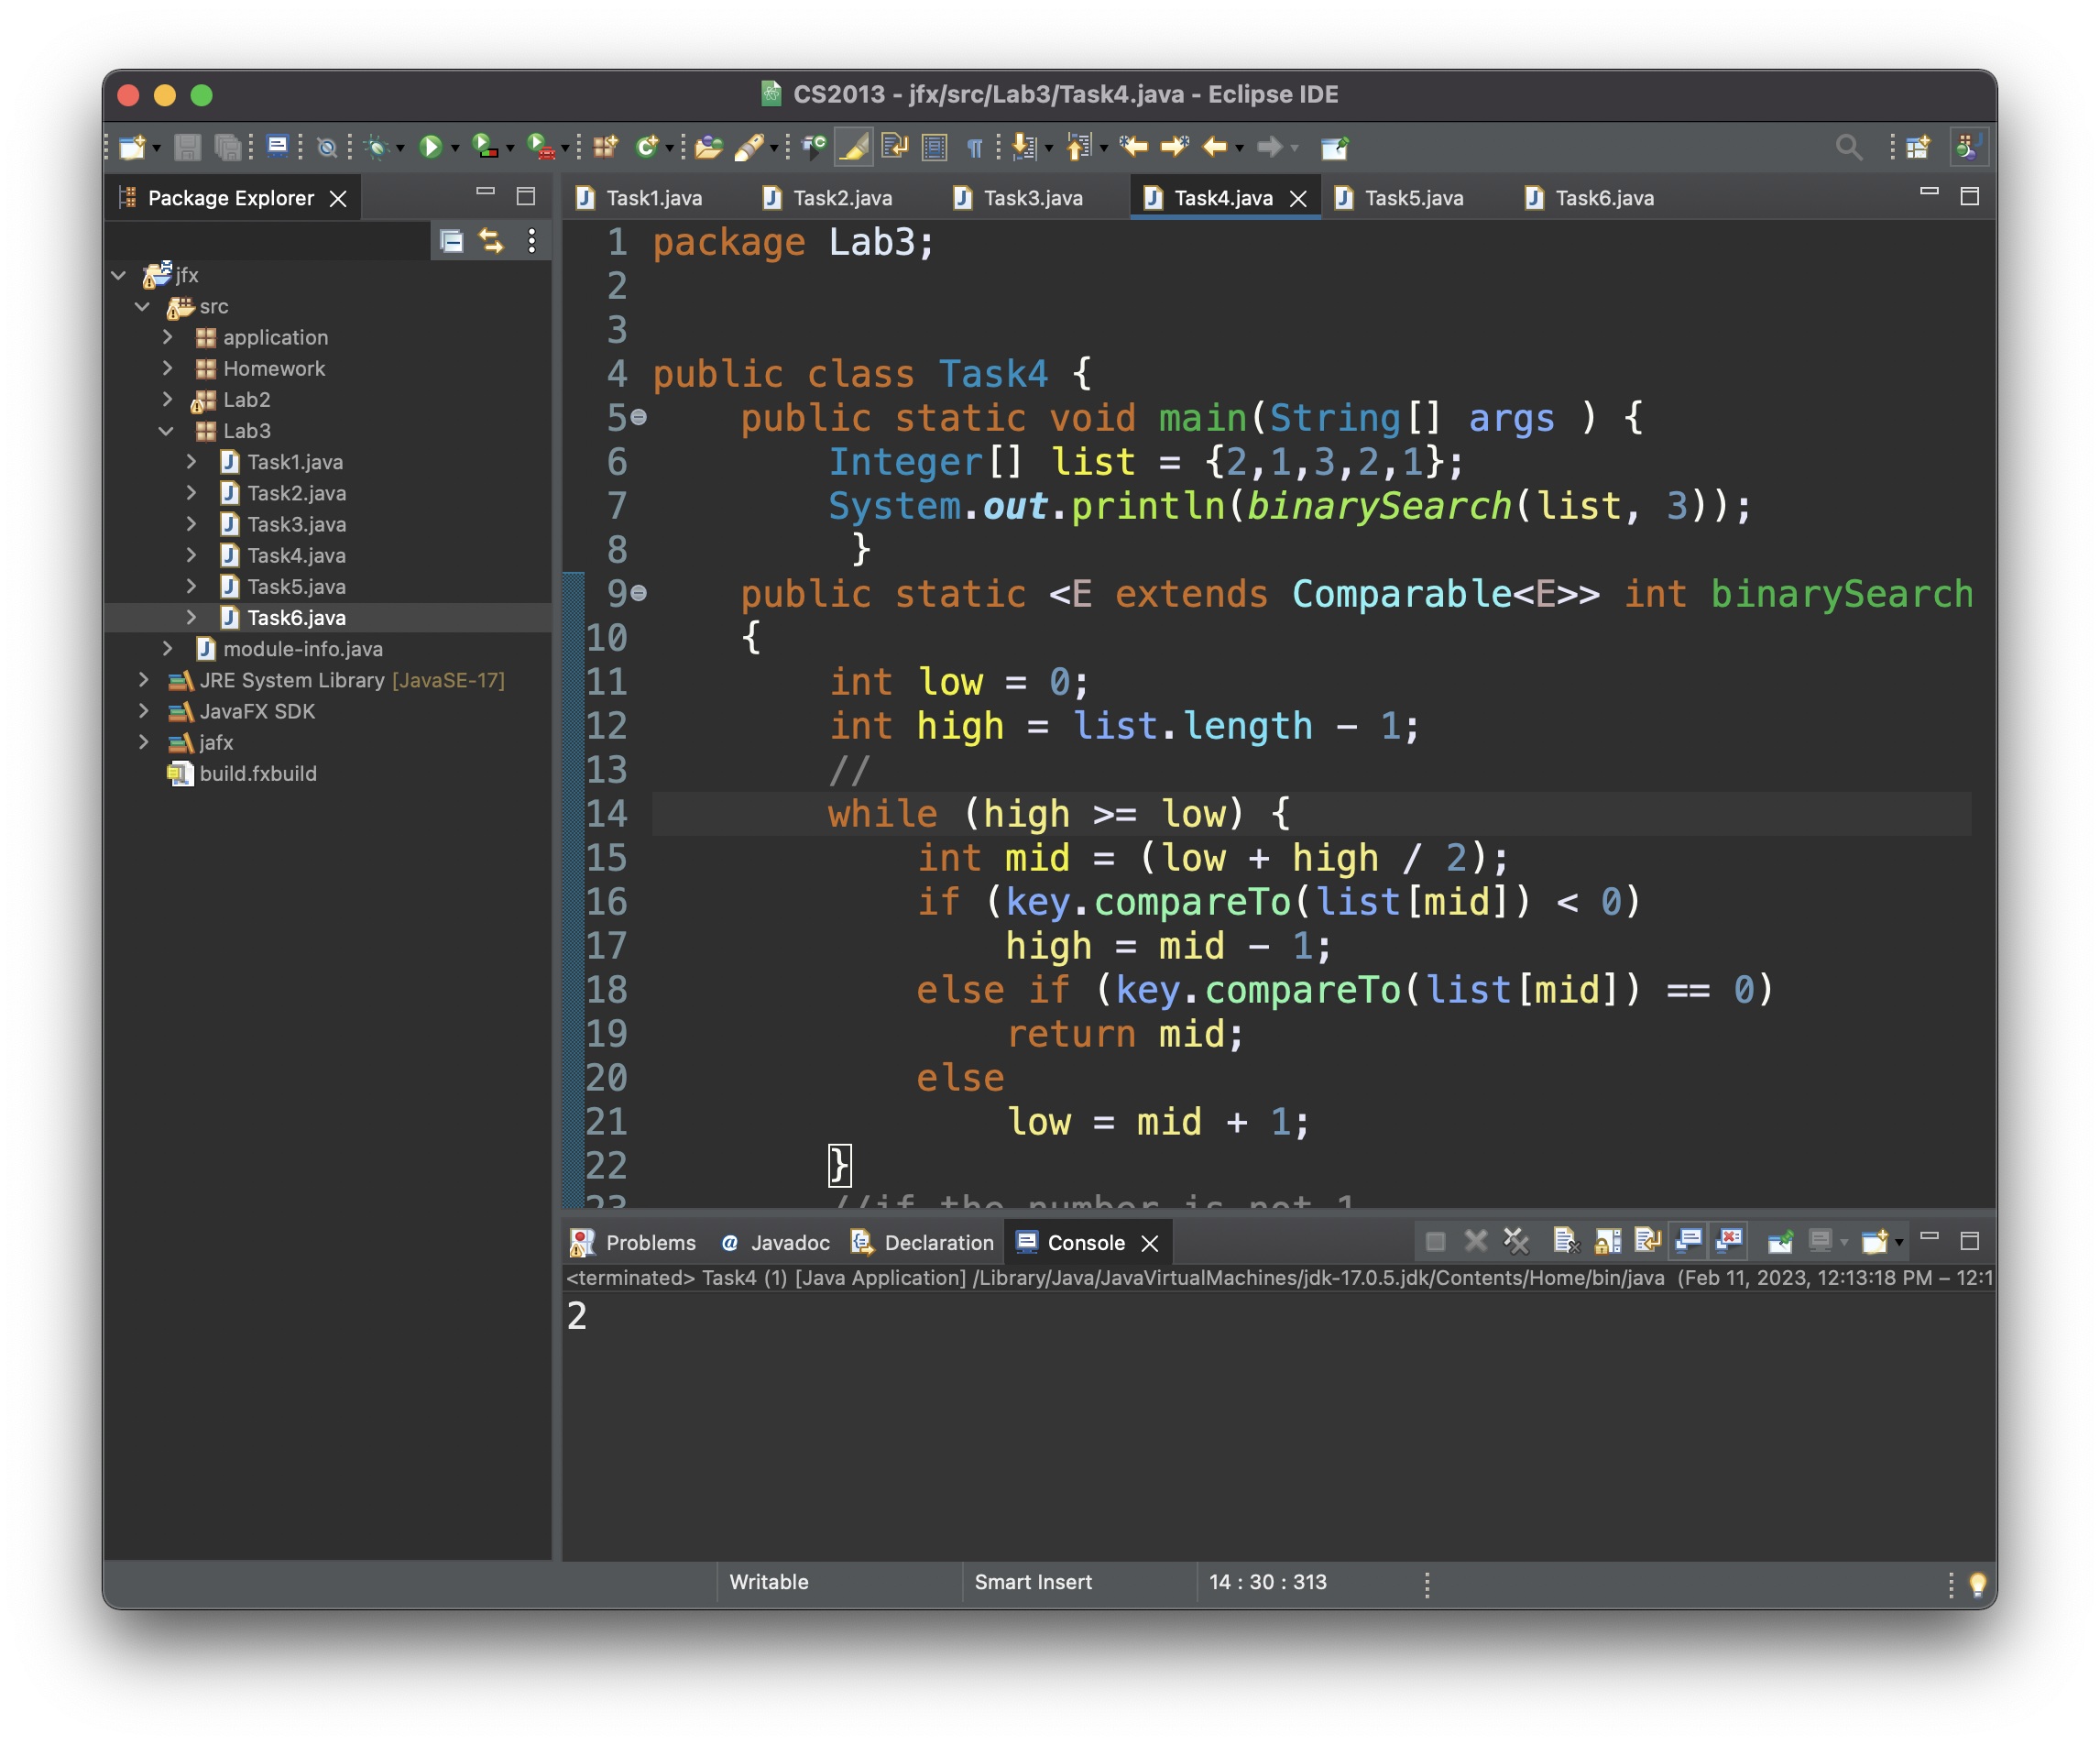 CS2013 - jfx/src/Lab3/Task4.java - Eclipse IDE
Package Explorer
jfx
src
application
Homework
Lab2
Lab3
Task1.java
Task2.java
Task3.java
Task4.java
Task5.java
Task6.java
module-info.java
JRE System Library [JavaSE-17]
JavaFX SDK
jafx
build.fxbuild
Task1.java Task2.java Task3.java Task4.java Task5.java Task6.java
1 package Lab3;
2
3
4 public class Task4 {
5 public static void main(String[] args ) {
6 Integer[] list = {2,1,3,2,1};
7 System.out.println(binarySearch(list, 3));
8 }
9 public static <E extends Comparable<E>> int binarySearch
10 {
11 int low = 0;
12 int high = list.length - 1;
13 //
14 while (high >= low) {
15 int mid = (low + high / 2);
16 if (key.compareTo(list[mid]) < 0)
17 high = mid - 1;
18 else if (key.compareTo(list[mid]) == 0)
19 return mid;
20 else
21 low = mid + 1;
22 }
23 //if the number is not 1
Problems @ Javadoc Declaration Console
<terminated> Task4 (1) [Java Application] /Library/Java/JavaVirtualMachines/jdk-17.0.5.jdk/Contents/Home/bin/java (Feb 11, 2023, 12:13:18 PM – 12:1
2
Writable Smart Insert 14 : 30 : 313